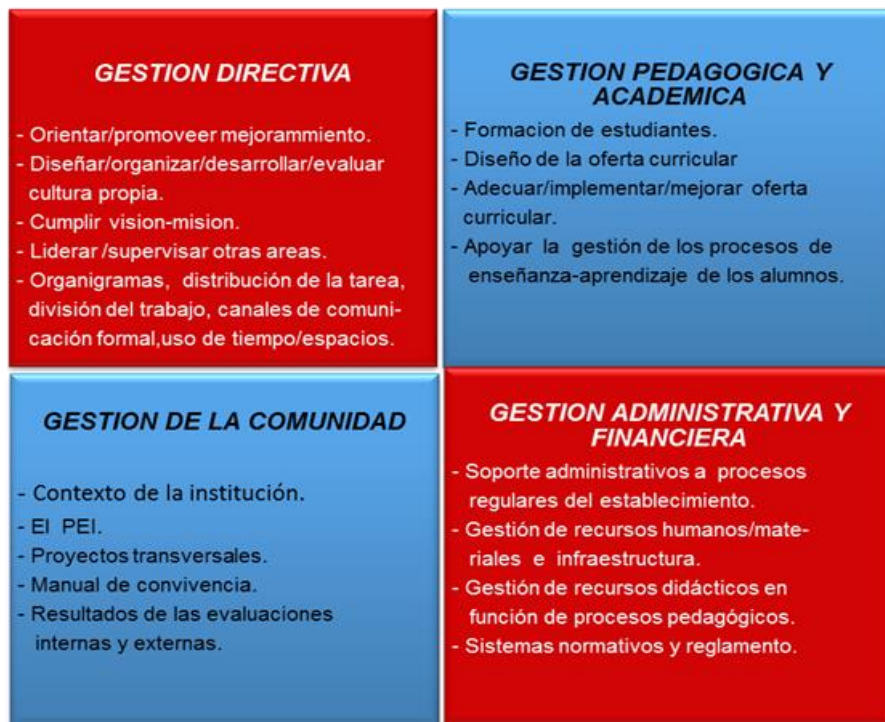 GESTION DIRECTIVA
- Orientar/promoveer mejorammiento.
- Diseñar/organizar/desarrollar/evaluar
cultura propia.
- Cumplir vision-mision.
- Liderar /supervisar otras areas.
- Organigramas, distribución de la tarea,
división del trabajo, canales de comuni-
cación formal,uso de tiempo/espacios.
GESTION PEDAGOGICA Y
ACADEMICA
- Formacion de estudiantes.
- Diseño de la oferta curricular
- Adecuar/implementar/mejorar oferta
curricular.
- Apoyar la gestión de los procesos de
enseñanza-aprendizaje de los alumnos.
GESTION DE LA COMUNIDAD
- Contexto de la institución.
- El PEI.
- Proyectos transversales.
- Manual de convivencia.
- Resultados de las evaluaciones
internas y externas.
GESTION ADMINISTRATIVA Y
FINANCIERA
- Soporte administrativos a procesos
regulares del establecimiento.
- Gestión de recursos humanos/mate-
riales e infraestructura.
- Gestión de recursos didácticos en
función de procesos pedagógicos.
- Sistemas normativos y reglamento.